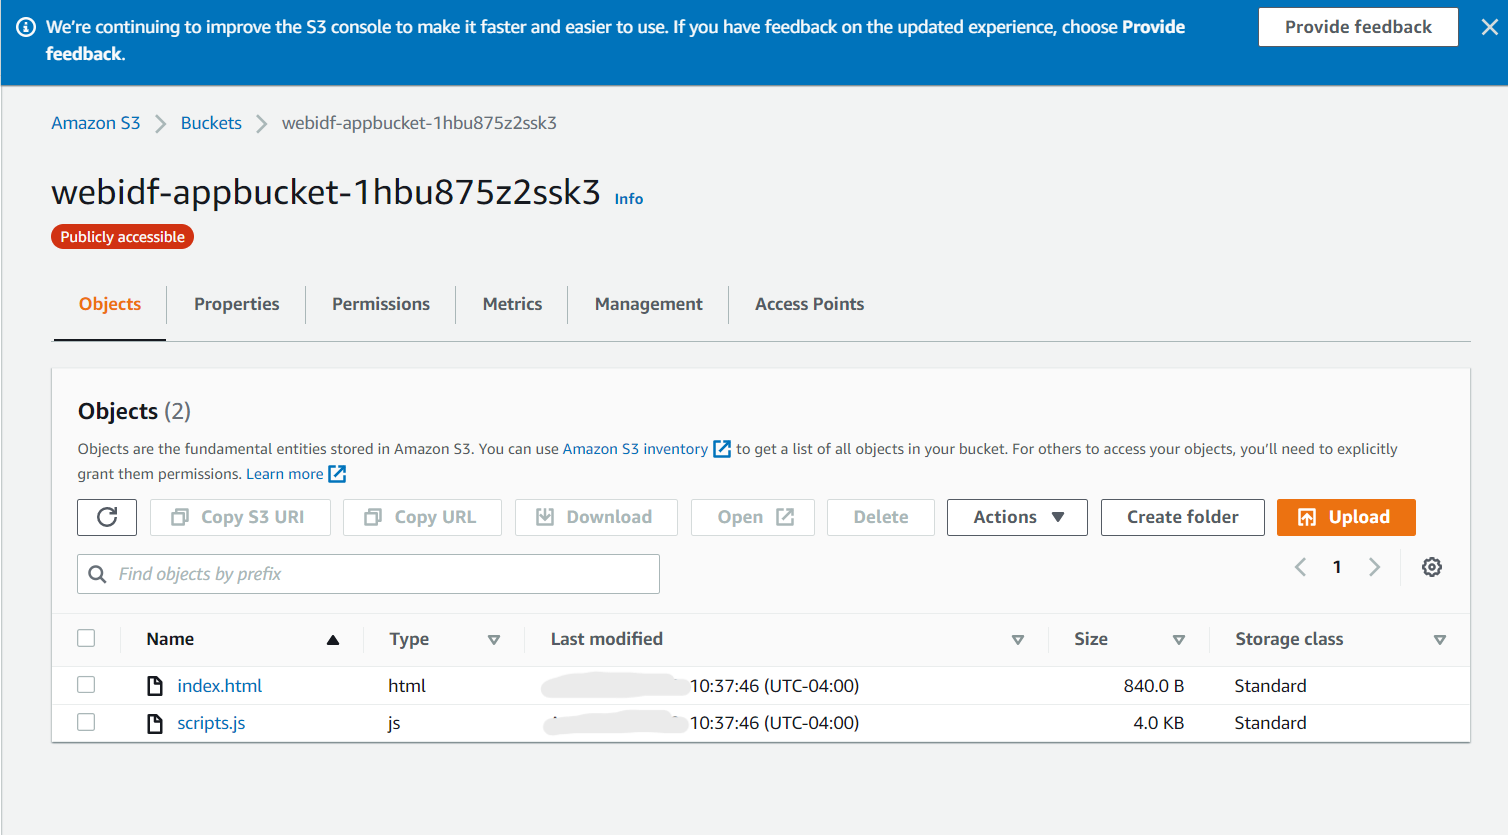 We're continuing to improve the S3 console to make it faster and easier to use. If you have feedback on the updated experience, choose Provide
feedback.
Provide feedback
Amazon S3 Buckets webidf-appbucket-1hbu875z2ssk3
webidf-appbucket-1hbu875z2ssk3 Info
Publicly accessible
Objects Properties Permissions Metrics Management Access Points
Objects (2)
Objects are the fundamental entities stored in Amazon S3. You can use Amazon S3 inventory to get a list of all objects in your bucket. For others to access your objects, you'll need to explicitly
grant them permissions. Learn more
Copy S3 URI Copy URL Download Open Delete Actions Create folder Upload
Find objects by prefix
1
Name Type Last modified Size Storage class
index.html html 10:37:46 (UTC-04:00) 840.0 B Standard
scripts.js js 10:37:46 (UTC-04:00) 4.0 KB Standard